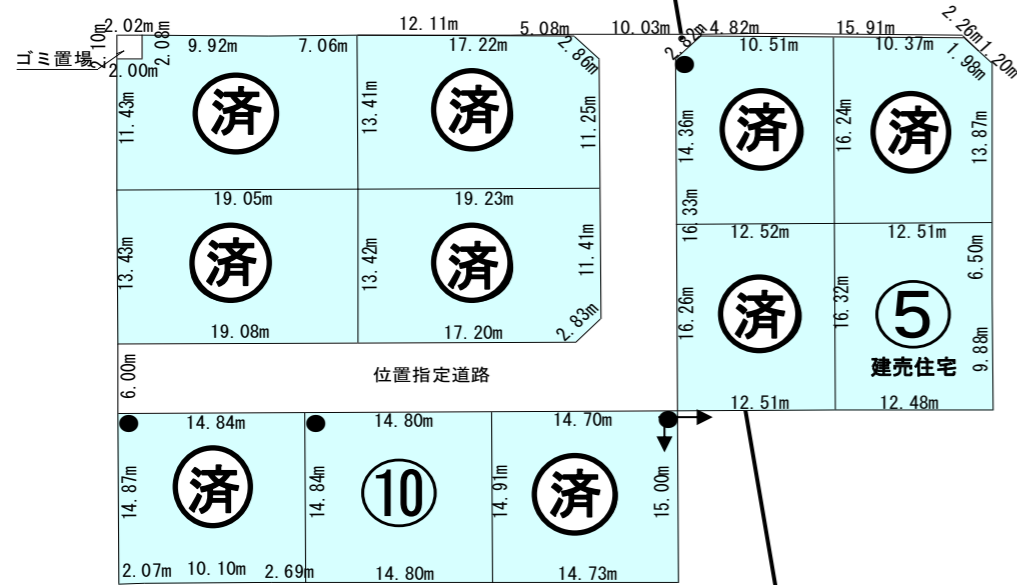 2.02m
12.11m
5.08m
10.03m
2.82m
4.82m
15.91m
2.26m
1.20m
ゴミ置場
2.10m
2.08m
2.00m
9.92m
7.06m
17.22m
2.86m
10.51m
10.37m
1.98m
11.43m
済
13.41m
済
11.25m
14.36m
済
16.24m
済
13.87m
19.05m
19.23m
16.33m
12.52m
12.51m
6.50m
13.43m
済
13.42m
済
11.41m
16.26m
済
16.32m
5
建売住宅
9.88m
19.08m
17.20m
2.83m
6.00m
位置指定道路
12.51m
12.48m
14.84m
14.80m
14.70m
14.87m
済
14.84m
10
14.91m
済
15.00m
2.07m
10.10m
2.69m
14.80m
14.73m